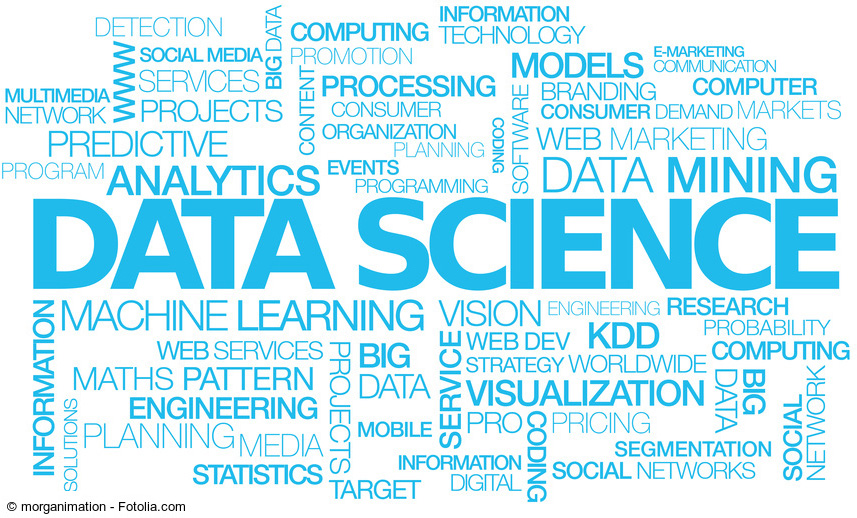 DETECTION
WWW
SOCIAL MEDIA
SERVICES
BIG DATA
MULTIMEDIA
NETWORK
PROJECTS
PREDICTIVE
PROGRAM
ANALYTICS
COMPUTING
PROMOTION
CONTENT
PROCESSING
CONSUMER
ORGANIZATION
PLANNING
EVENTS
PROGRAMMING
INFORMATION
TECHNOLOGY
CODING
SOFTWARE
MODELS
BRANDING
E-MARKETING
COMMUNICATION
COMPUTER
CONSUMER DEMAND MARKETS
WEB MARKETING
DATA MINING
DATA SCIENCE
INFORMATION
MACHINE LEARNING
VISION
ENGINEERING
RESEARCH
PROBABILITY
WEB SERVICES
PROJECTS
BIG
DATA
SERVICE
WEB DEV
KDD
COMPUTING
STRATEGY WORLDWIDE
MATHS PATTERN
VISUALIZATION
BIG
DATA
SOCIAL
NETWORK
SOLUTIONS
ENGINEERING
PLANNING
MEDIA
MOBILE
PRO
CODING
PRICING
STATISTICS
TARGET
INFORMATION
DIGITAL
SEGMENTATION
SOCIAL NETWORKS
© morganimation - Fotolia.com